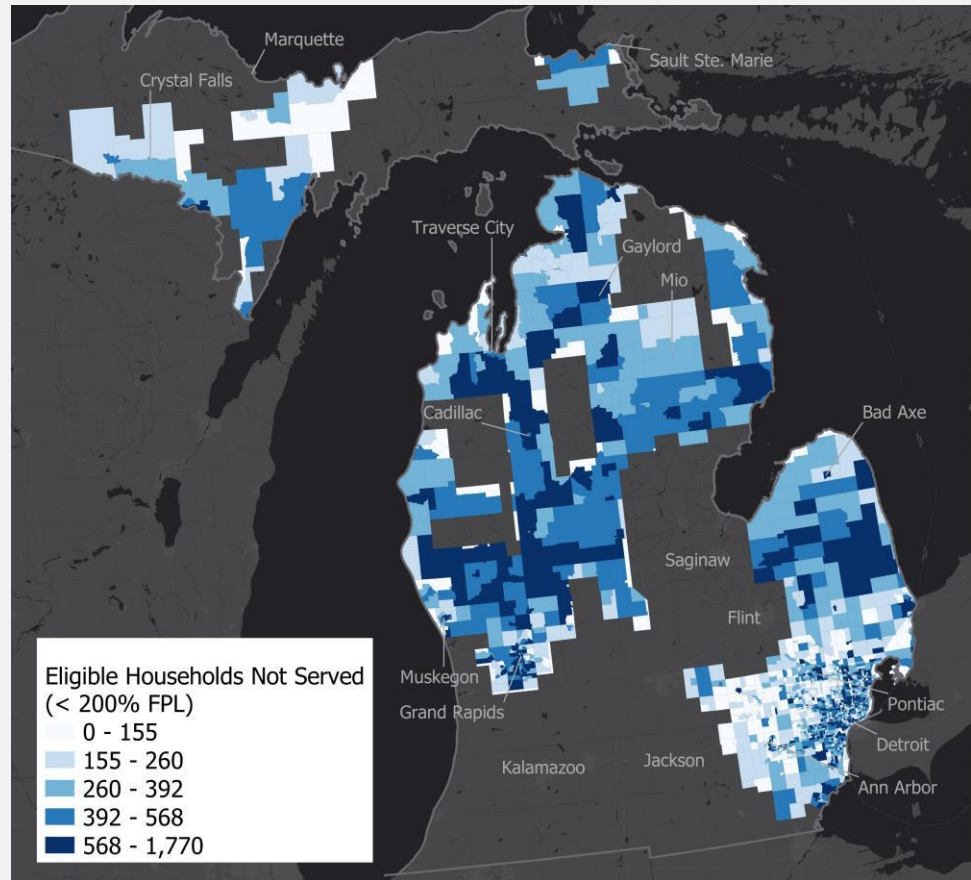 Marquette
Sault Ste. Marie
Crystal Falls
Traverse City
Gaylord
Mio
Cadillac
Bad Axe
Saginaw
Flint
Muskegon
Grand Rapids
Pontiac
Detroit
Jackson
Kalamazoo
Ann Arbor
Eligible Households Not Served
(< 200% FPL)
0 - 155
155 - 260
260 - 392
392 - 568
568 - 1,770